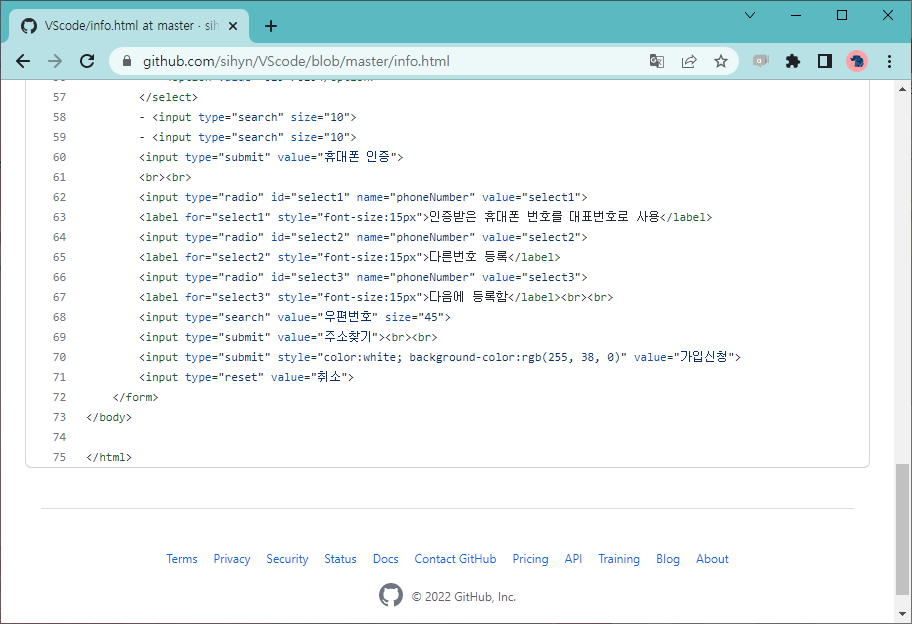 VScode/info.html at master · sih
github.com/sihyn/VScode/blob/master/info.html
57 </select>
58 - <input type="search" size="10">
59 - <input type="search" size="10">
60 <input type="submit" value="휴대폰 인증">
61 <br><br>
62 <input type="radio" id="select1" name="phoneNumber" value="select1">
63 <label for="select1" style="font-size:15px">인증받은 휴대폰 번호를 대표번호로 사용</label>
64 <input type="radio" id="select2" name="phoneNumber" value="select2">
65 <label for="select2" style="font-size:15px">다른번호 등록</label>
66 <input type="radio" id="select3" name="phoneNumber" value="select3">
67 <label for="select3" style="font-size:15px">다음에 등록함</label><br><br>
68 <input type="search" value="우편번호" size="45">
69 <input type="submit" value="주소찾기"><br><br>
70 <input type="submit" style="color:white; background-color:rgb(255, 38, 0)" value="가입신청">
71 <input type="reset" value="취소">
72 </form>
73 </body>
74
75 </html>
Terms Privacy Security Status Docs Contact GitHub Pricing API Training Blog About
© 2022 GitHub, Inc.